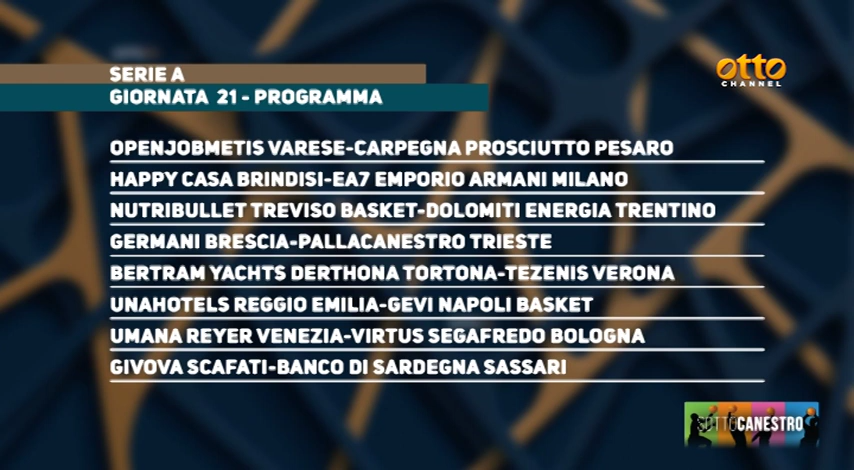 SERIE A
GIORNATA 21 - PROGRAMMA
otto
CHANNEL
OPENJOBMETIS VARESE-CARPEGNA PROSCIUTTO PESARO
HAPPY CASA BRINDISI-EA7 EMPORIO ARMANI MILANO
NUTRIBULLET TREVISO BASKET-DOLOMITI ENERGIA TRENTINO
GERMANI BRESCIA-PALLACANESTRO TRIESTE
BERTRAM YACHTS DERTHONA TORTONA-TEZENIS VERONA
UNAHOTELS REGGIO EMILIA-GEVI NAPOLI BASKET
UMANA REYER VENEZIA-VIRTUS SEGAFREDO BOLOGNA
GIVOVA SCAFATI-BANCO DI SARDEGNA SASSARI
SOTTOCANESTRO